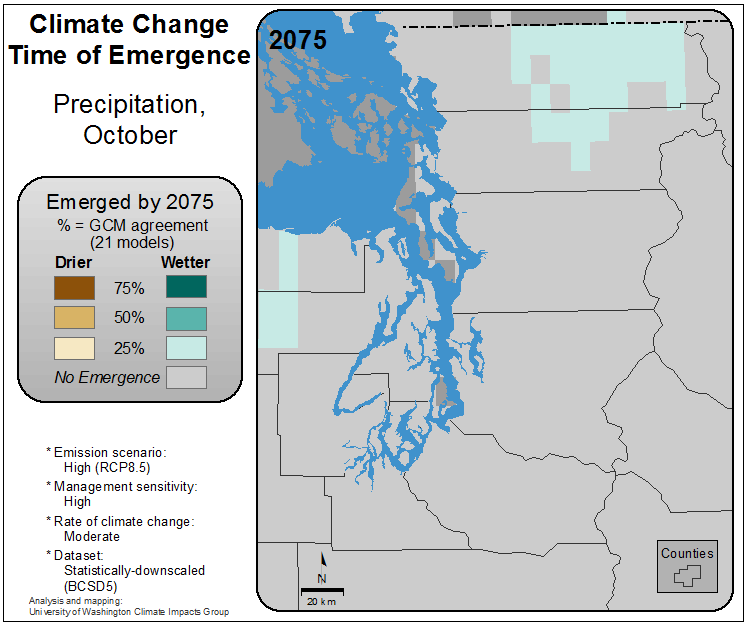 Climate Change
Time of Emergence
Precipitation,
October
Emerged by 2075
% = GCM agreement
(21 models)
Drier Wetter
75%
50%
25%
No Emergence
* Emission scenario:
High (RCP8.5)
* Management sensitivity:
High
* Rate of climate change:
Moderate
* Dataset:
Statistically-downscaled
(BCSD5)
Analysis and mapping:
University of Washington Climate Impacts Group
2075
N
20 km
Counties